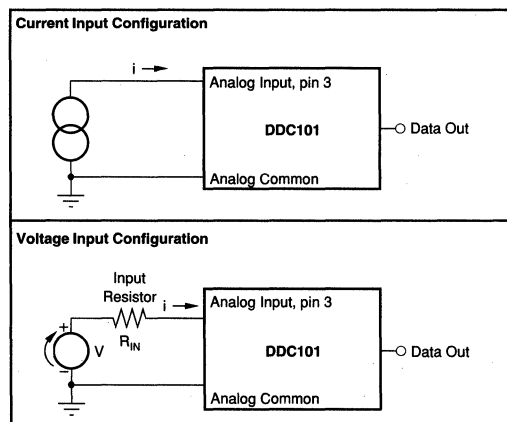 Current Input Configuration
i
Analog Input, pin 3
DDC101
Data Out
Analog Common
Voltage Input Configuration
Input
Resistor
i
Analog Input, pin 3
+
V
R_IN
DDC101
Data Out
–
Analog Common